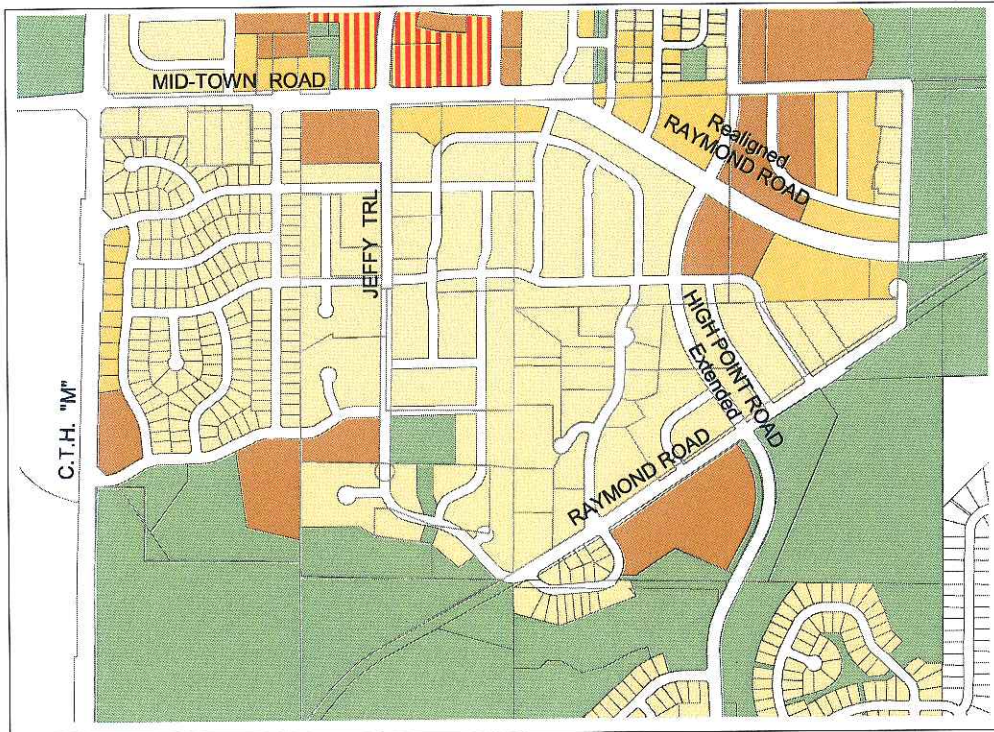 MID-TOWN ROAD
Realigned
RAYMOND ROAD
JEFFY TRL
HIGH POINT ROAD
Extended
C.T.H. "M"
RAYMOND ROAD